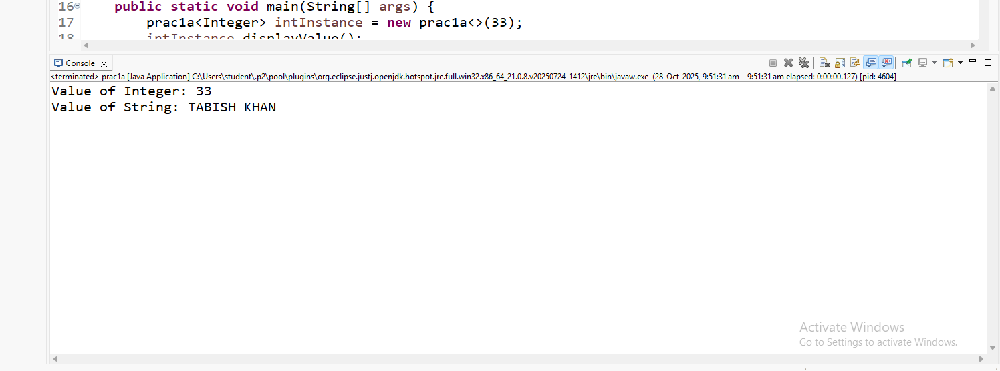 16 public static void main(String[] args) {
17 prac1a<Integer> intInstance = new prac1a<>(33);
18 intInstance.displayValue();
Console
<terminated> prac1a [Java Application] C:\Users\student\.p2\pool\plugins\org.eclipse.justj.openjdk.hotspot.jre.full.win32.x86_64_21.0.8.v20250724-1412\jre\bin\javaw.exe (28-Oct-2025, 9:51:31 am – 9:51:31 am elapsed: 0:00:00.127) [pid: 4604]
Value of Integer: 33
Value of String: TABISH KHAN
Activate Windows
Go to Settings to activate Windows.